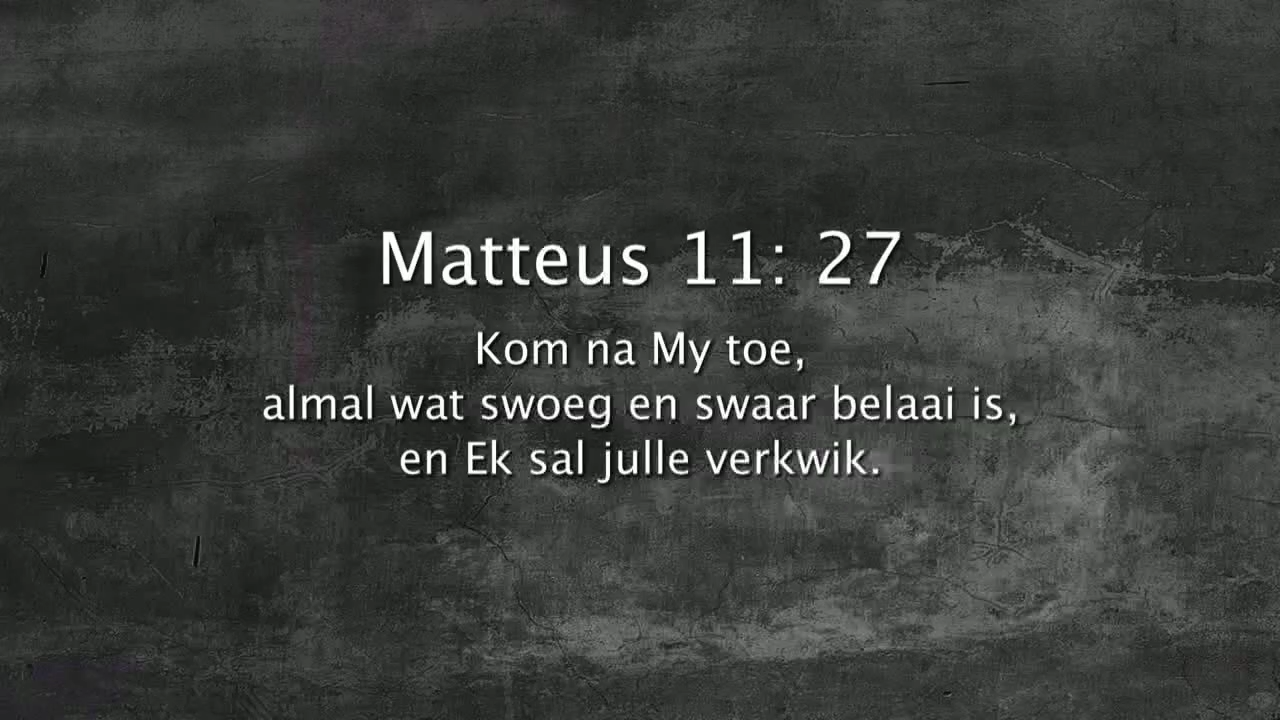 Matteus 11: 27
Kom na My toe,
almal wat swoeg en swaar belaai is,
en Ek sal julle verkwik.